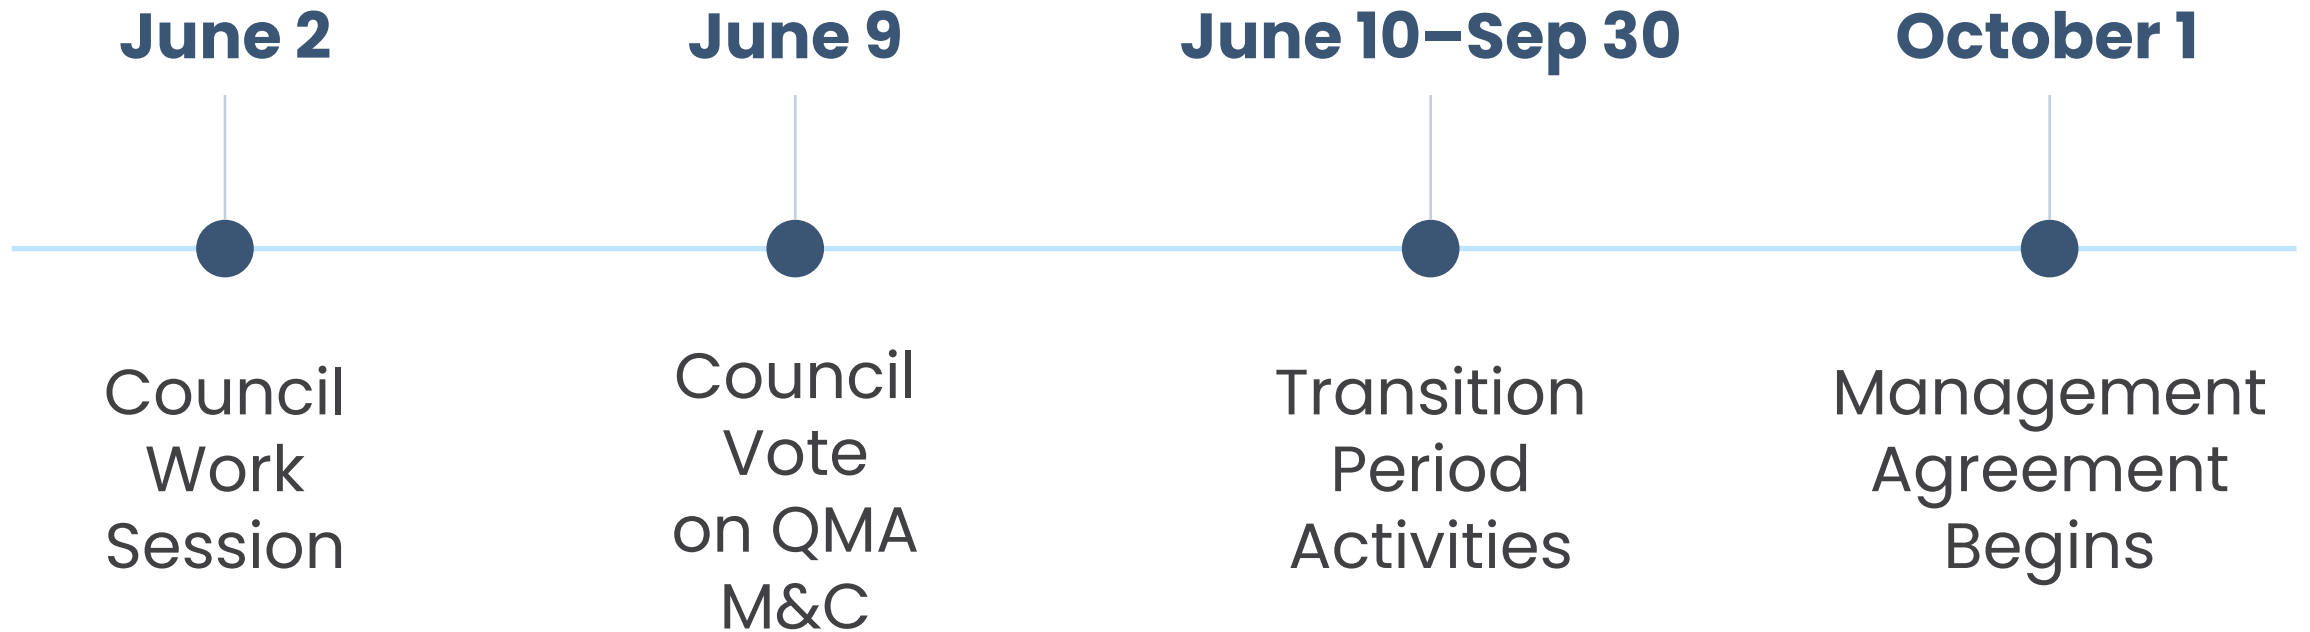 June 2
Council
Work
Session
June 9
Council
Vote
on QMA
M&C
June 10–Sep 30
Transition
Period
Activities
October 1
Management
Agreement
Begins